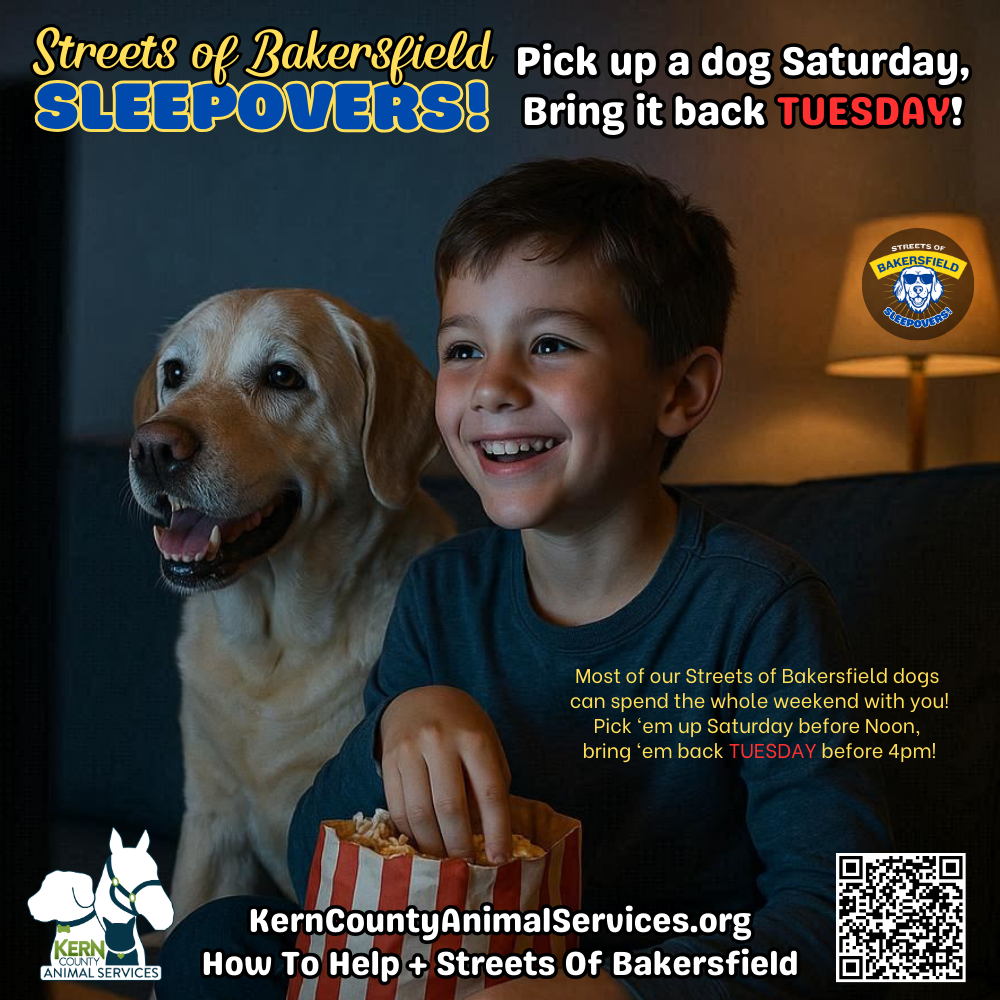 Streets of Bakersfield
SLEEPOVERS!
Pick up a dog Saturday,
Bring it back TUESDAY!
STREETS OF
BAKERSFIELD
SLEEPOVERS!
Most of our Streets of Bakersfield dogs
can spend the whole weekend with you!
Pick ‘em up Saturday before Noon,
bring ‘em back TUESDAY before 4pm!
KERN
COUNTY
ANIMAL SERVICES
KernCountyAnimalServices.org
How To Help + Streets Of Bakersfield